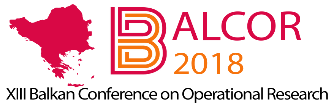 BALCOR
2018
XIII Balkan Conference on Operational Research